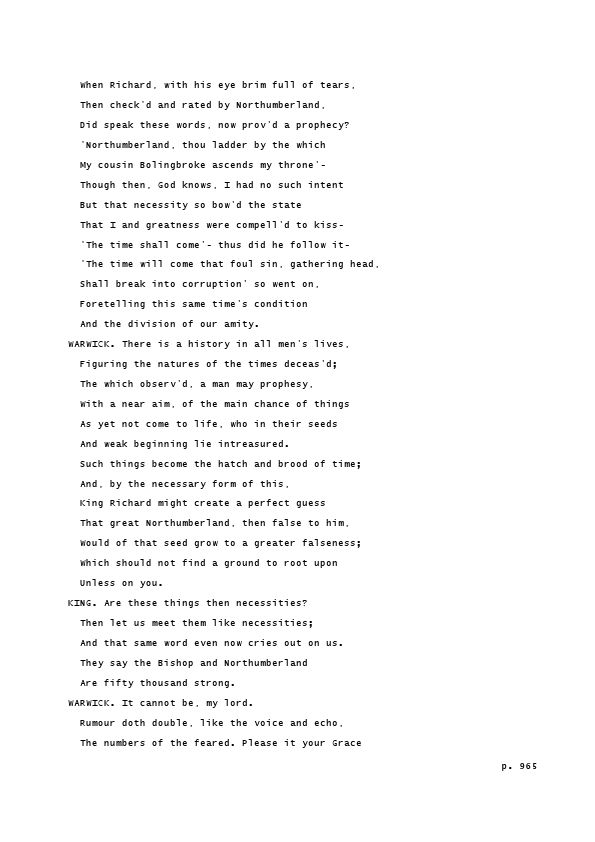 When Richard, with his eye brim full of tears,
Then check'd and rated by Northumberland,
Did speak these words, now prov'd a prophecy?
'Northumberland, thou ladder by the which
My cousin Bolingbroke ascends my throne'-
Though then, God knows, I had no such intent
But that necessity so bow'd the state
That I and greatness were compell'd to kiss-
'The time shall come'- thus did he follow it-
'The time will come that foul sin, gathering head,
Shall break into corruption' so went on,
Foretelling this same time's condition
And the division of our amity.
WARWICK. There is a history in all men's lives,
Figuring the natures of the times deceas'd;
The which observ'd, a man may prophesy,
With a near aim, of the main chance of things
As yet not come to life, who in their seeds
And weak beginning lie intreasured.
Such things become the hatch and brood of time;
And, by the necessary form of this,
King Richard might create a perfect guess
That great Northumberland, then false to him,
Would of that seed grow to a greater falseness;
Which should not find a ground to root upon
Unless on you.
KING. Are these things then necessities?
Then let us meet them like necessities;
And that same word even now cries out on us.
They say the Bishop and Northumberland
Are fifty thousand strong.
WARWICK. It cannot be, my lord.
Rumour doth double, like the voice and echo,
The numbers of the feared. Please it your Grace
p. 965